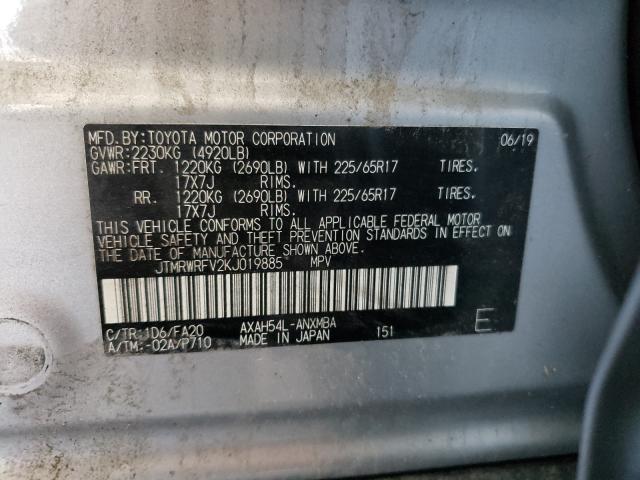 MFD.BY:TOYOTA MOTOR CORPORATION 06/19
GVWR:2230KG (4920LB)
GAWR:FRT. 1220KG (2690LB) WITH 225/65R17 TIRES.
17X7J RIMS.
RR. 1220KG (2690LB) WITH 225/65R17 TIRES.
17X7J RIMS.
THIS VEHICLE CONFORMS TO ALL APPLICABLE FEDERAL MOTOR
VEHICLE SAFETY AND THEFT PREVENTION STANDARDS IN EFFECT ON
THE DATE OF MANUFACTURE SHOWN ABOVE.
JTMRWRFV2KJ019885 MPV
C/TR:1D6/FA20 AXAH54L-ANXMBA 151 E
A/TM:-02A/P710 MADE IN JAPAN